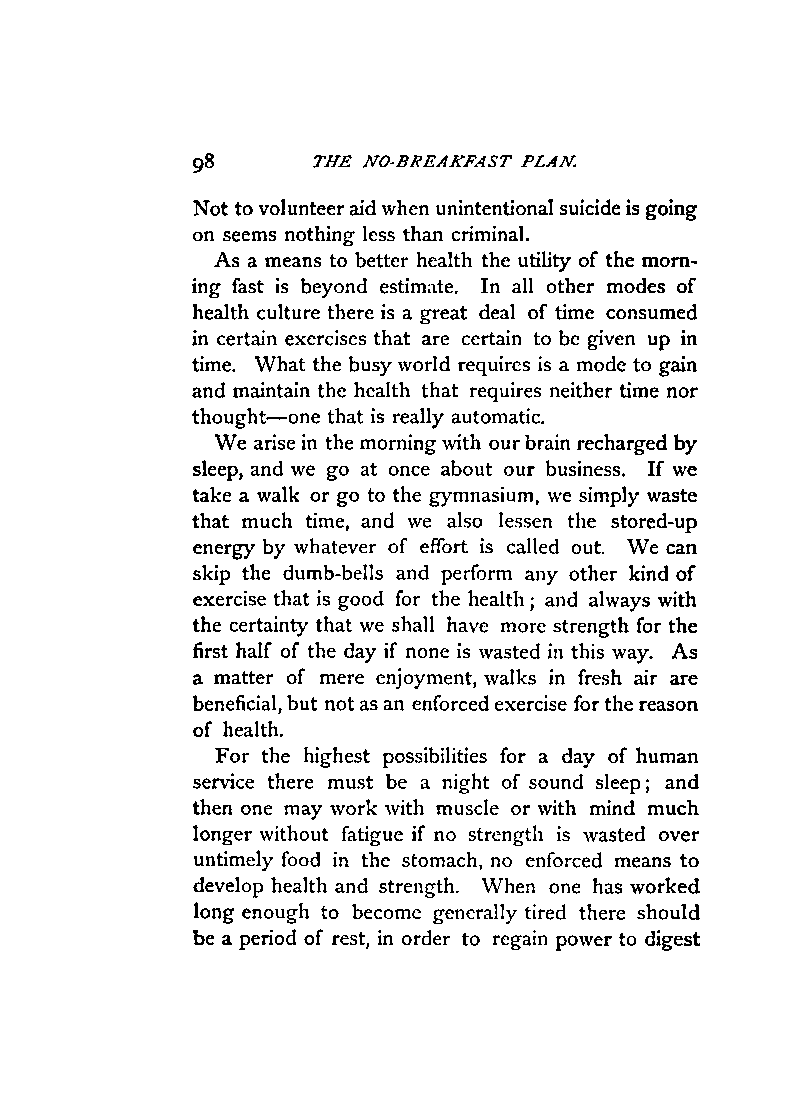 98 THE NO-BREAKFAST PLAN.
Not to volunteer aid when unintentional suicide is going
on seems nothing less than criminal.
As a means to better health the utility of the morn-
ing fast is beyond estimate. In all other modes of
health culture there is a great deal of time consumed
in certain exercises that are certain to be given up in
time. What the busy world requires is a mode to gain
and maintain the health that requires neither time nor
thought—one that is really automatic.
We arise in the morning with our brain recharged by
sleep, and we go at once about our business. If we
take a walk or go to the gymnasium, we simply waste
that much time, and we also lessen the stored-up
energy by whatever of effort is called out. We can
skip the dumb-bells and perform any other kind of
exercise that is good for the health; and always with
the certainty that we shall have more strength for the
first half of the day if none is wasted in this way. As
a matter of mere enjoyment, walks in fresh air are
beneficial, but not as an enforced exercise for the reason
of health.
For the highest possibilities for a day of human
service there must be a night of sound sleep; and
then one may work with muscle or with mind much
longer without fatigue if no strength is wasted over
untimely food in the stomach, no enforced means to
develop health and strength. When one has worked
long enough to become generally tired there should
be a period of rest, in order to regain power to digest